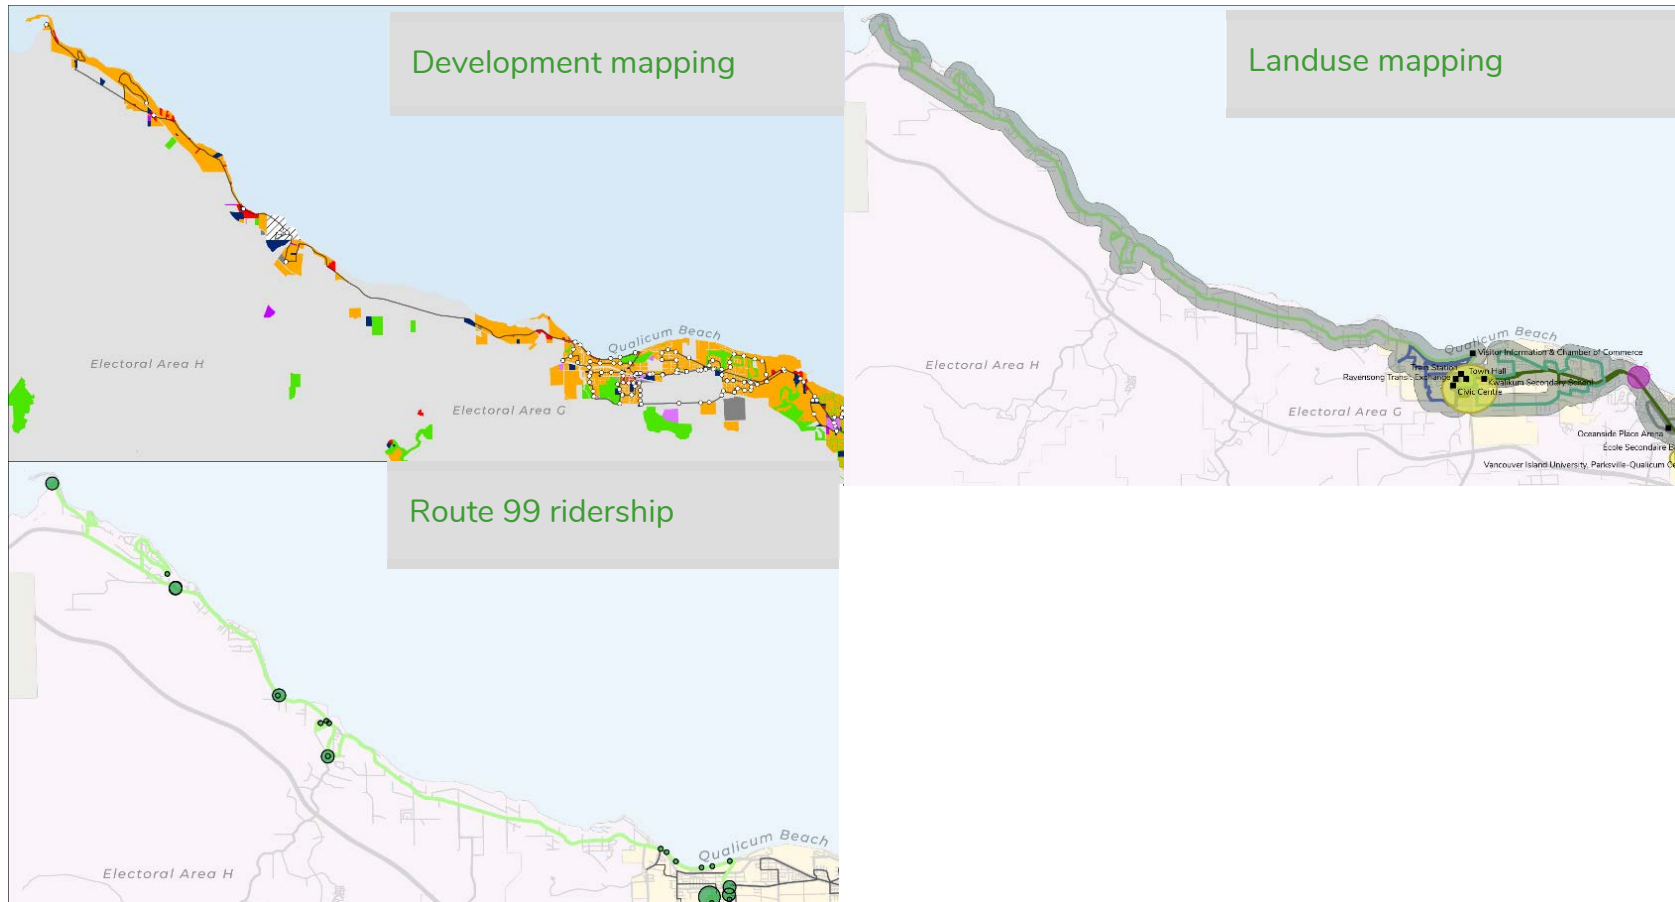 Development mapping
Qualicum Beach
Electoral Area H
Electoral Area G
Landuse mapping
Qualicum Beach
Visitor Information & Chamber of Commerce
Train Station
Town Hall
Ravensong Transit Exchange
Kwalikum Secondary School
Civic Centre
Electoral Area H
Electoral Area G
Oceanside Place Arena
École Secondaire B
Vancouver Island University, Parksville-Qualicum Ce
Route 99 ridership
Qualicum Beach
Electoral Area H